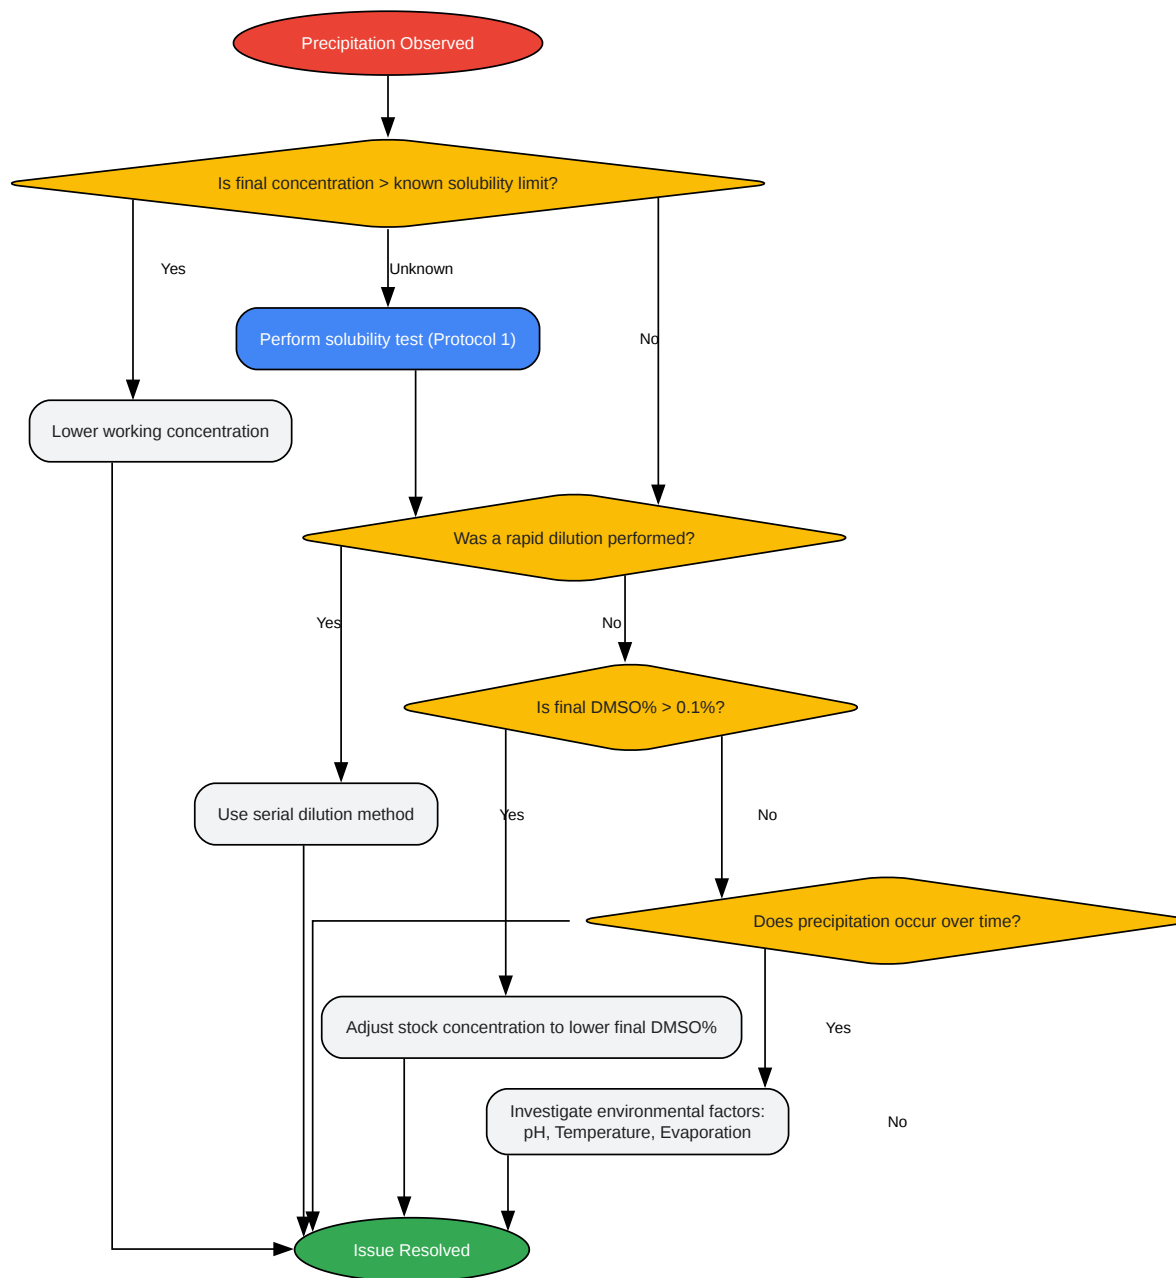 Precipitation Observed
Is final concentration > known solubility limit?
Yes
Unknown
Perform solubility test (Protocol 1)
No
Lower working concentration
Was a rapid dilution performed?
Yes
No
Is final DMSO% > 0.1%?
Use serial dilution method
Yes
No
Does precipitation occur over time?
Adjust stock concentration to lower final DMSO%
Yes
Investigate environmental factors:
pH, Temperature, Evaporation
No
Issue Resolved